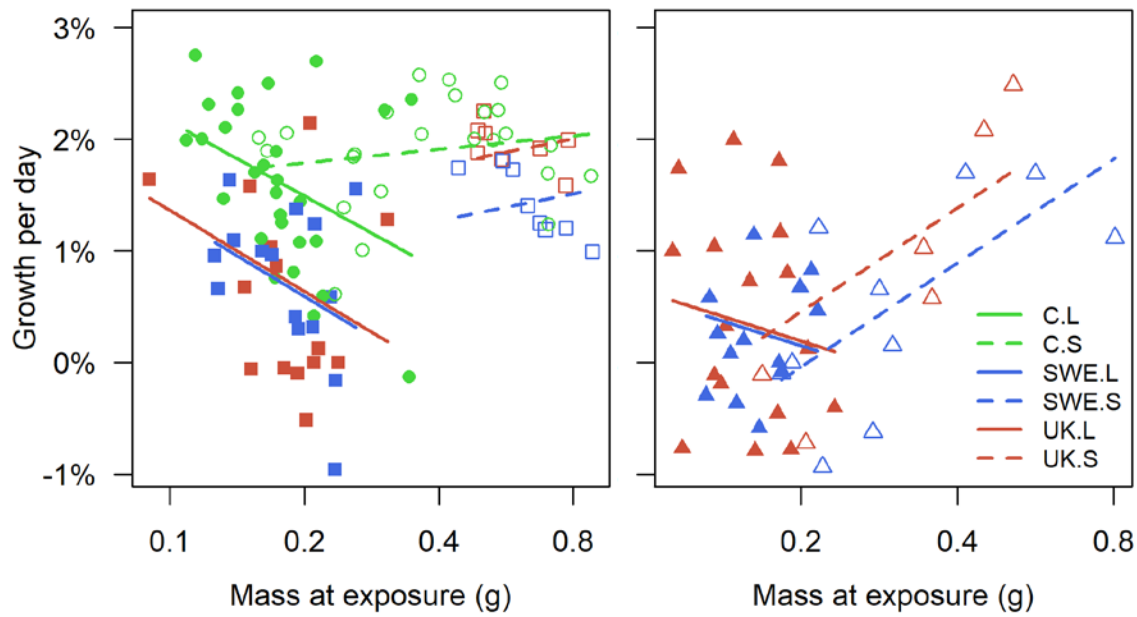 Growth per day
3%
2%
1%
0%
-1%
0.1 0.2 0.4 0.8
Mass at exposure (g)
0.2 0.4 0.8
Mass at exposure (g)
C.L
C.S
SWE.L
SWE.S
UK.L
UK.S